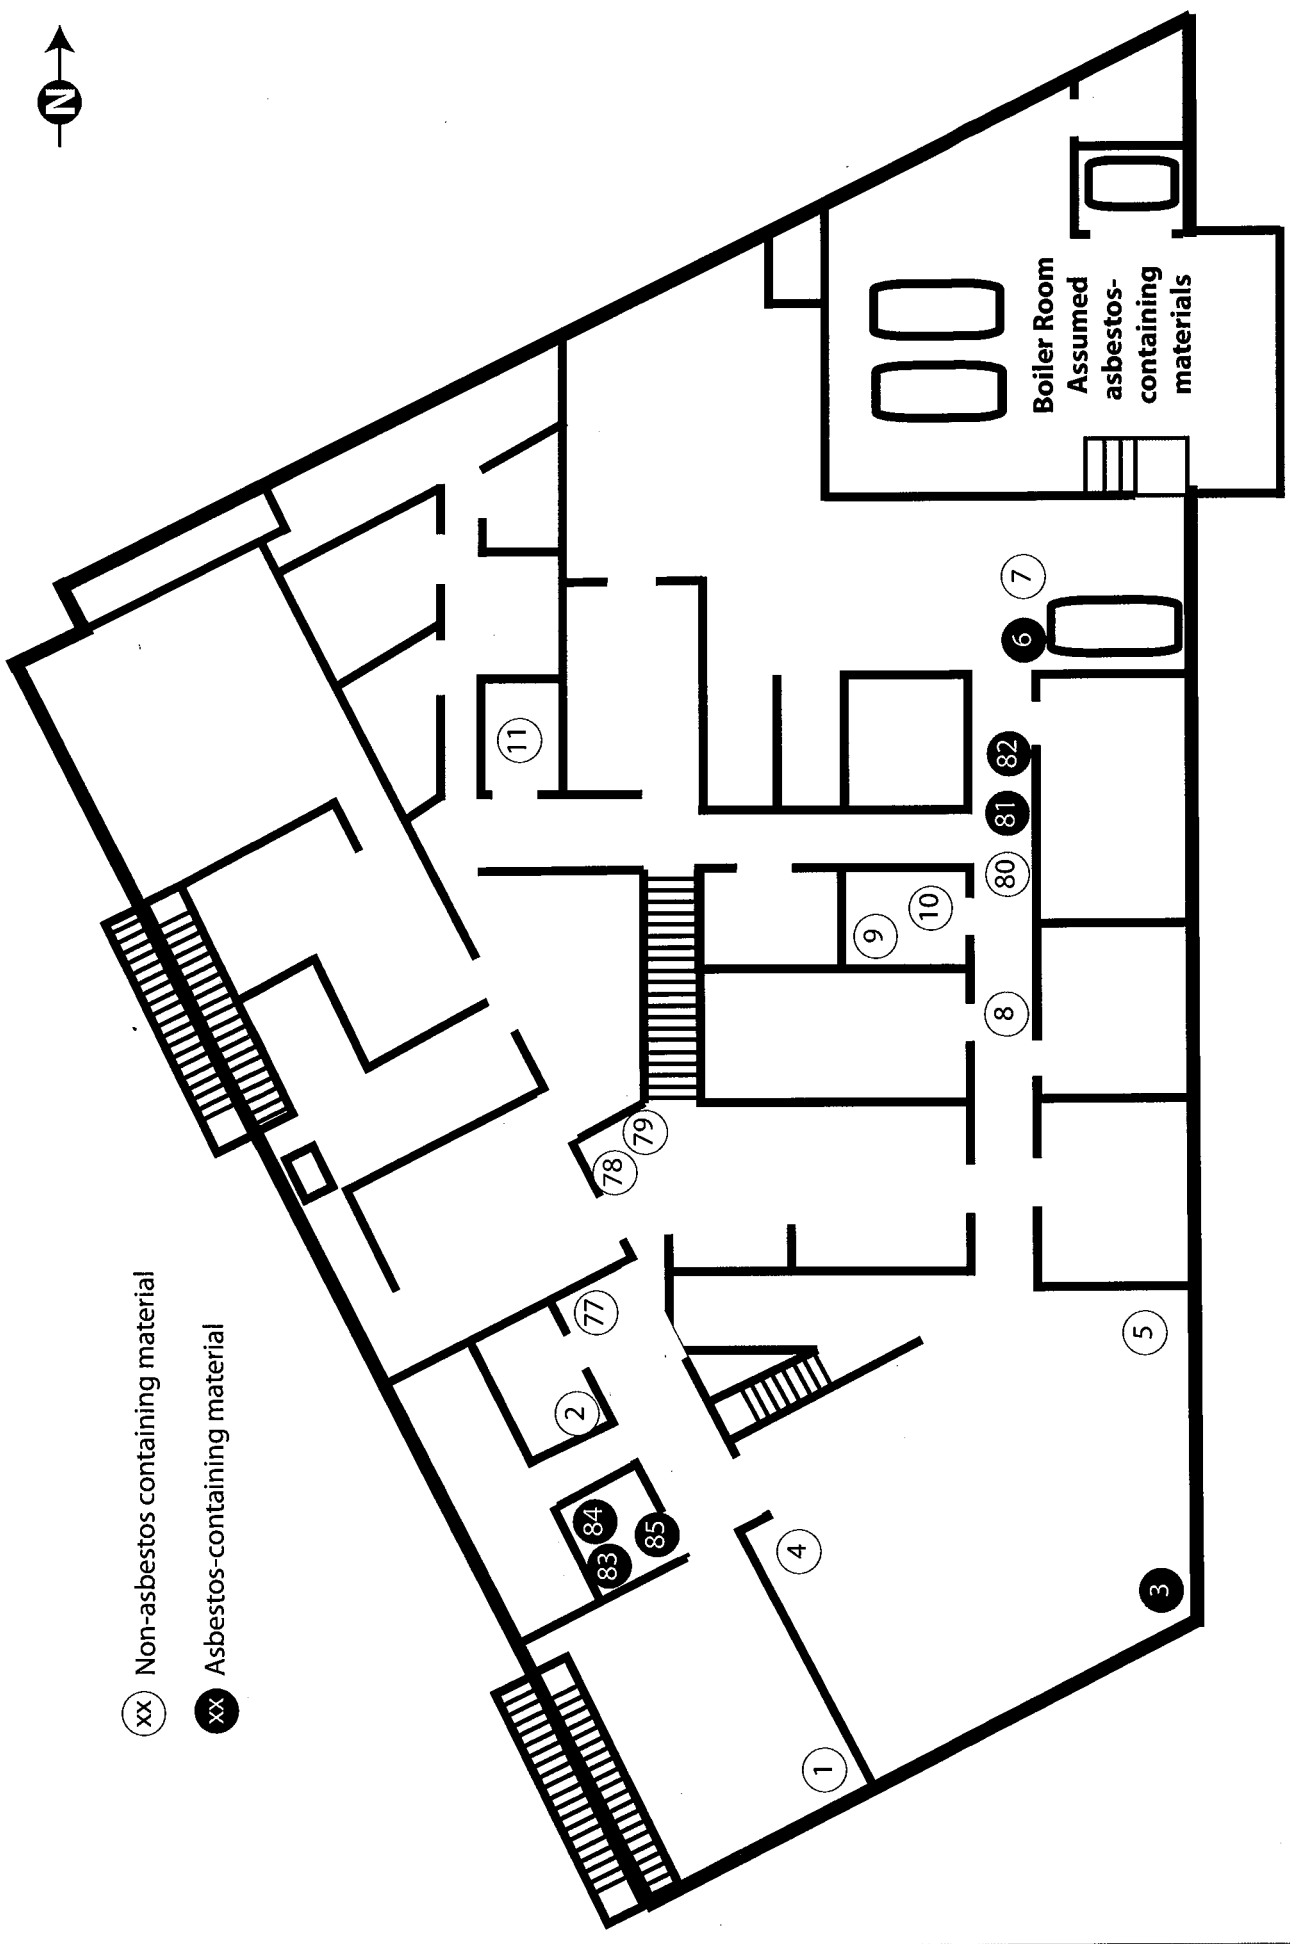 N
xx Non-asbestos containing material
xx Asbestos-containing material
Boiler Room
Assumed
asbestos-
containing
materials
1
2
3
4
5
6
7
8
9
10
11
77
78
79
80
81
82
83
84
85